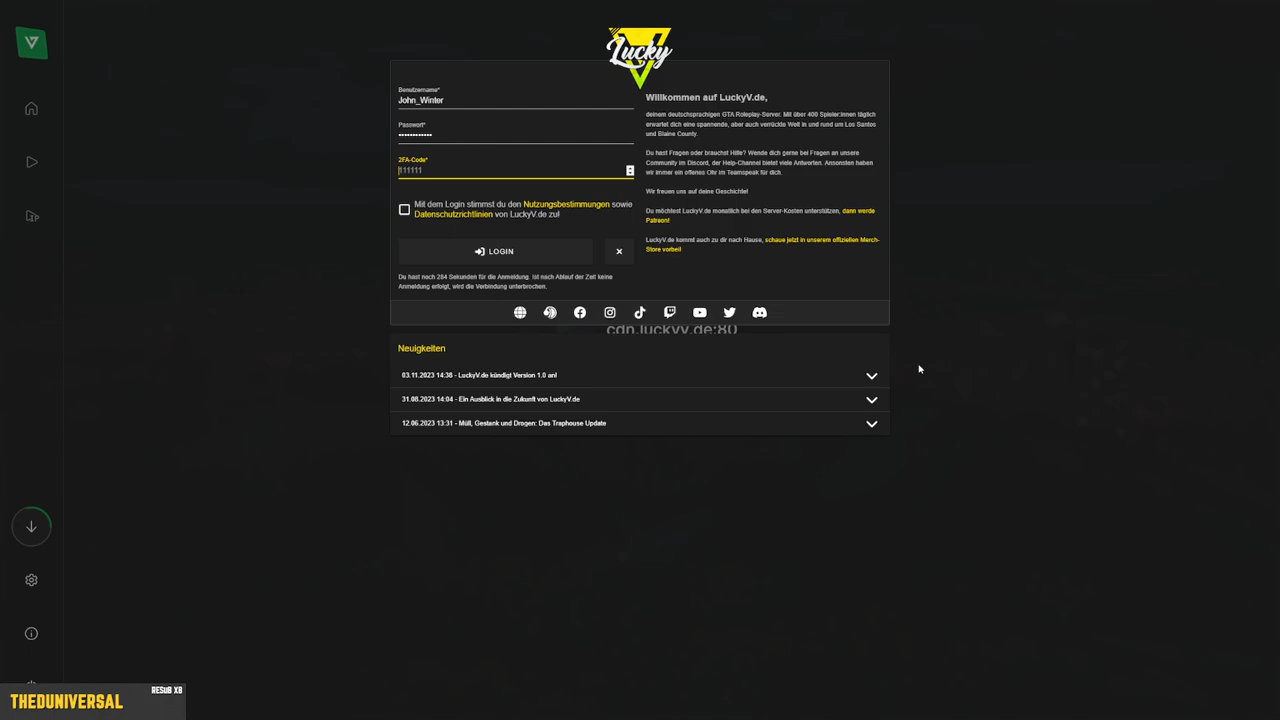 Lucky
Benutzername*
John_Winter
Passwort*
2FA-Code*
111111
Mit dem Login stimmst du den Nutzungsbestimmungen sowie
Datenschutzrichtlinien von LuckyV.de zu!
LOGIN
Du hast noch 284 Sekunden für die Anmeldung. Ist nach Ablauf der Zeit keine
Anmeldung erfolgt, wird die Verbindung unterbrochen.
Willkommen auf LuckyV.de,
deinem deutschsprachigen GTA Roleplay-Server. Mit über 400 Spieler:innen täglich
erwartet dich eine spannende, aber auch verrückte Welt in und rund um Los Santos
und Blaine County.
Du hast Fragen oder brauchst Hilfe? Wende dich gerne bei Fragen an unsere
Community im Discord, der Help-Channel bietet viele Antworten. Ansonsten haben
wir immer ein offenes Ohr im Teamspeak für dich.
Wir freuen uns auf deine Geschichte!
Du möchtest LuckyV.de monatlich bei den Server-Kosten unterstützen, dann werde
Patreon!
LuckyV.de kommt auch zu dir nach Hause, schaue jetzt in unserem offiziellen Merch-
Store vorbei!
cdn.luckyv.de:80
Neuigkeiten
03.11.2023 14:38 - LuckyV.de kündigt Version 1.0 an!
31.08.2023 14:04 - Ein Ausblick in die Zukunft von LuckyV.de
12.06.2023 13:31 - Müll, Gestank und Drogen: Das Traphouse Update
RESUB X8
THEDUNIVERSAL